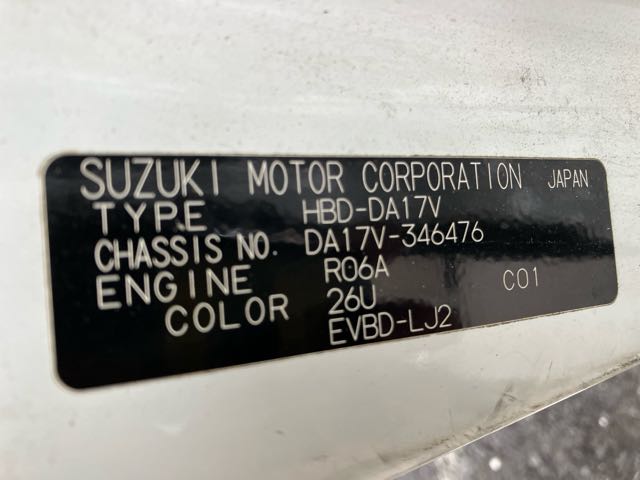 SUZUKI MOTOR CORPORATION JAPAN
TYPE HBD-DA17V
CHASSIS NO. DA17V-346476
ENGINE R06A C01
COLOR 26U
EVBD-LJ2